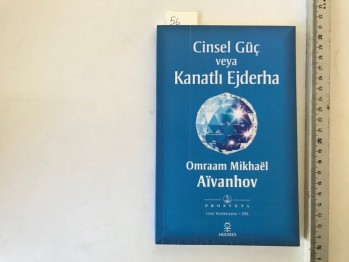 56
Cinsel Güç
veya
Kanatlı Ejderha
Omraam Mikhaël
Aïvanhov
PROSVETA
HERMES